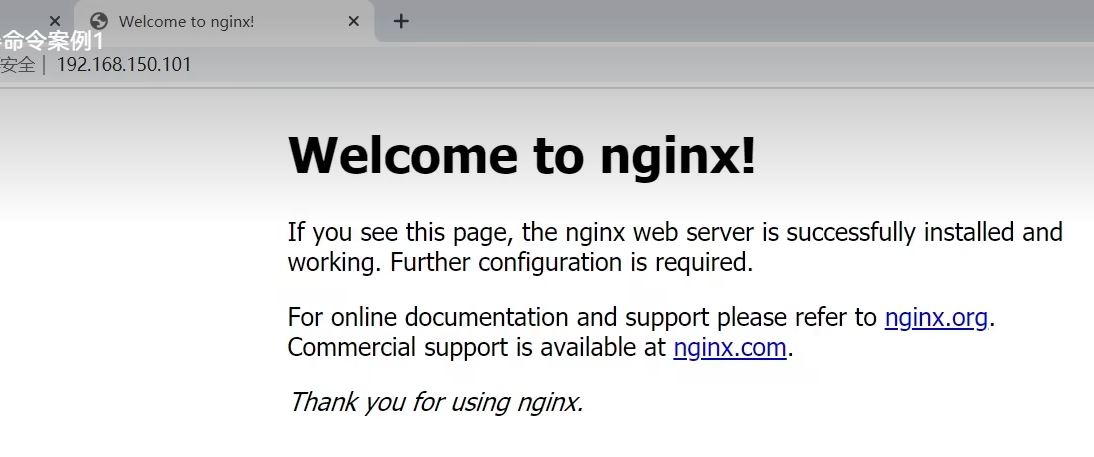 Welcome to nginx!
命令案例1
安全 | 192.168.150.101
Welcome to nginx!
If you see this page, the nginx web server is successfully installed and
working. Further configuration is required.
For online documentation and support please refer to nginx.org.
Commercial support is available at nginx.com.
Thank you for using nginx.